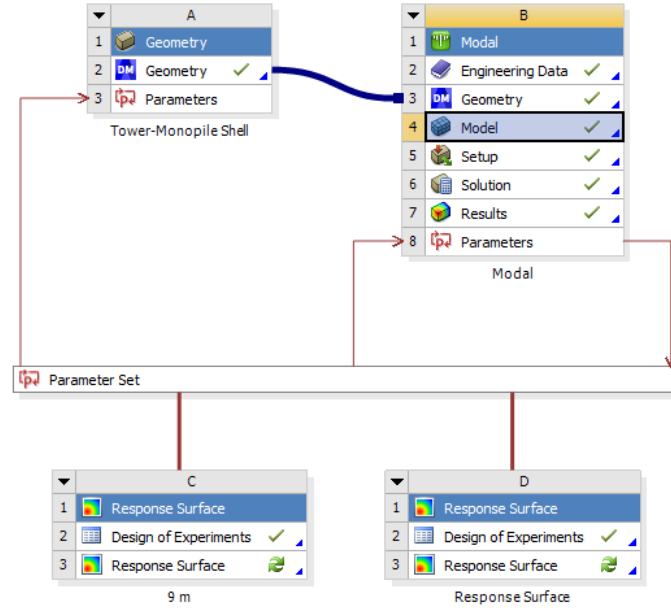 A
1 Geometry
2 DM Geometry
3 Parameters
Tower-Monopile Shell
B
1 Modal
2 Engineering Data
3 DM Geometry
4 Model
5 Setup
6 Solution
7 Results
8 Parameters
Modal
Parameter Set
C
1 Response Surface
2 Design of Experiments
3 Response Surface
9 m
D
1 Response Surface
2 Design of Experiments
3 Response Surface
Response Surface